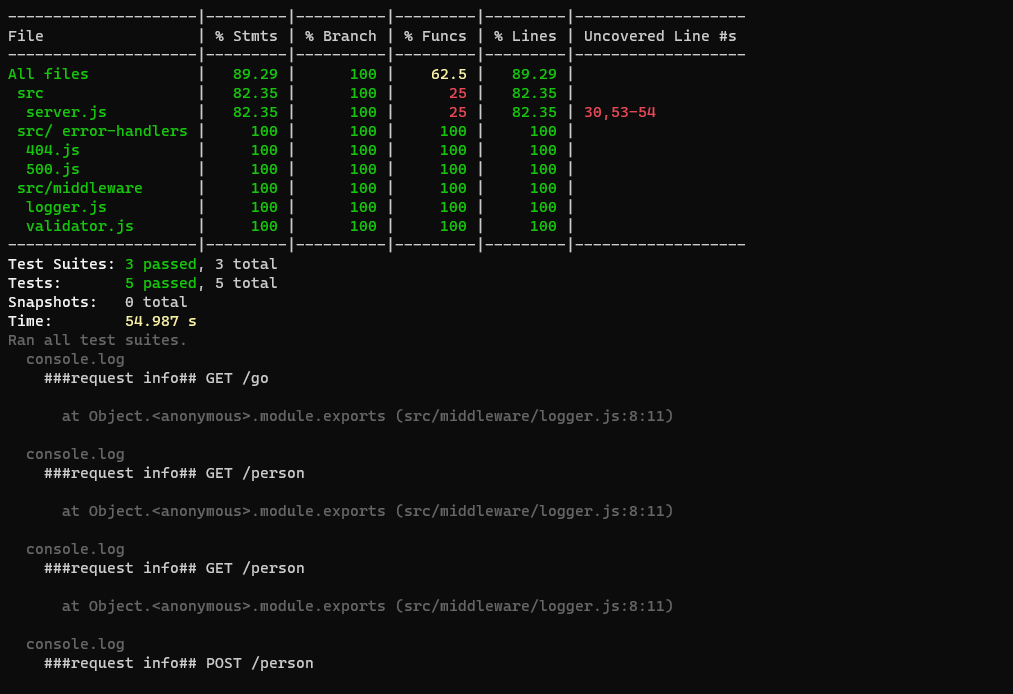 ---------------------|---------|----------|---------|---------|-------------------
File                 | % Stmts | % Branch | % Funcs | % Lines | Uncovered Line #s
---------------------|---------|----------|---------|---------|-------------------
All files            |   89.29 |      100 |    62.5 |   89.29 |
 src                 |   82.35 |      100 |      25 |   82.35 |
  server.js          |   82.35 |      100 |      25 |   82.35 | 30,53-54
 src/ error-handlers |     100 |      100 |     100 |     100 |
  404.js             |     100 |      100 |     100 |     100 |
  500.js             |     100 |      100 |     100 |     100 |
 src/middleware      |     100 |      100 |     100 |     100 |
  logger.js          |     100 |      100 |     100 |     100 |
  validator.js       |     100 |      100 |     100 |     100 |
---------------------|---------|----------|---------|---------|-------------------
Test Suites: 3 passed, 3 total
Tests:       5 passed, 5 total
Snapshots:   0 total
Time:        54.987 s
Ran all test suites.
  console.log
    ###request info## GET /go
      at Object.<anonymous>.module.exports (src/middleware/logger.js:8:11)
  console.log
    ###request info## GET /person
      at Object.<anonymous>.module.exports (src/middleware/logger.js:8:11)
  console.log
    ###request info## GET /person
      at Object.<anonymous>.module.exports (src/middleware/logger.js:8:11)
  console.log
    ###request info## POST /person